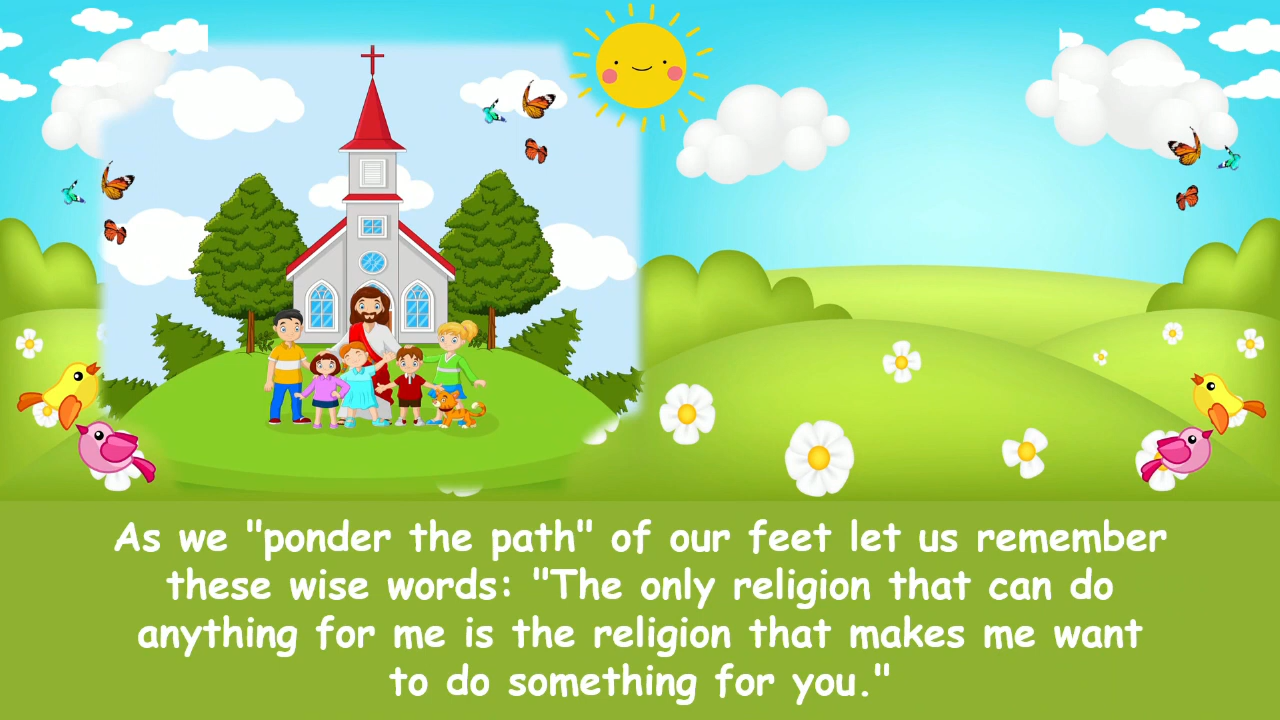 As we "ponder the path" of our feet let us remember
these wise words: "The only religion that can do
anything for me is the religion that makes me want
to do something for you."